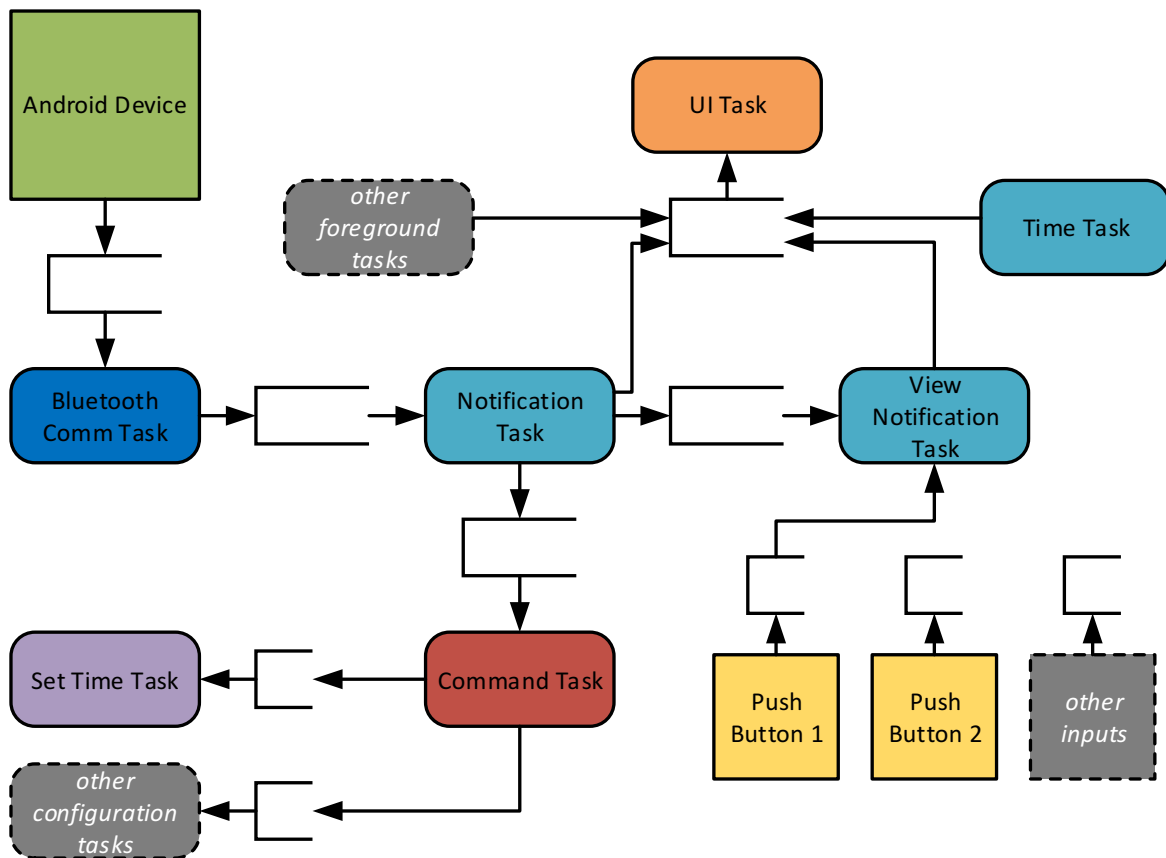 Android Device
UI Task
other
foreground
tasks
Time Task
Bluetooth
Comm Task
Notification
Task
View
Notification
Task
Set Time Task
Command Task
Push
Button 1
Push
Button 2
other
inputs
other
configuration
tasks